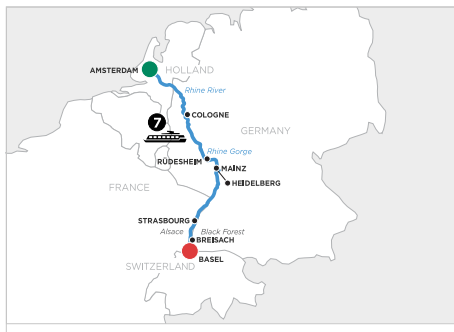 AMSTERDAM
HOLLAND
Rhine River
COLOGNE
7
GERMANY
Rhine Gorge
RÜDESHEIM
MAINZ
HEIDELBERG
FRANCE
STRASBOURG
Alsace
Black Forest
BREISACH
BASEL
SWITZERLAND